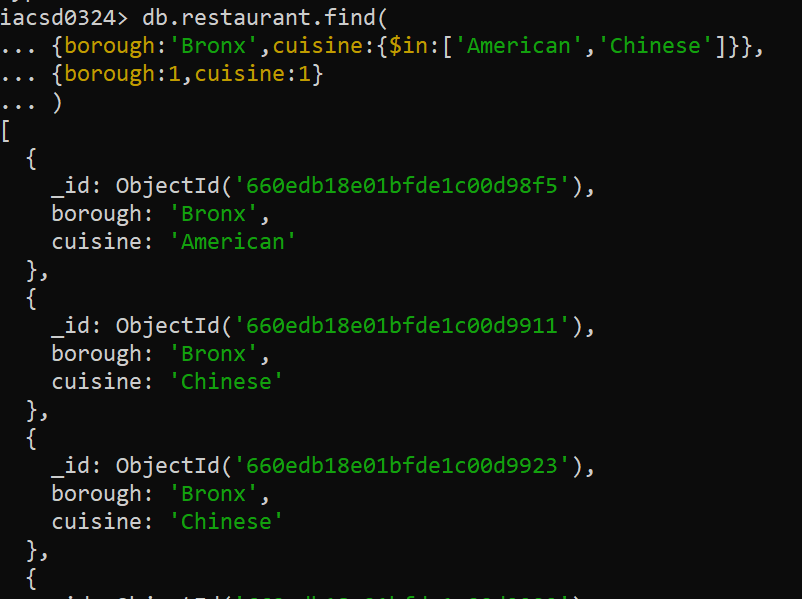 iacsd0324> db.restaurant.find(
... {borough:'Bronx',cuisine:{$in:['American','Chinese']}},
... {borough:1,cuisine:1}
... )
[
  {
    _id: ObjectId('660edb18e01bfde1c00d98f5'),
    borough: 'Bronx',
    cuisine: 'American'
  },
  {
    _id: ObjectId('660edb18e01bfde1c00d9911'),
    borough: 'Bronx',
    cuisine: 'Chinese'
  },
  {
    _id: ObjectId('660edb18e01bfde1c00d9923'),
    borough: 'Bronx',
    cuisine: 'Chinese'
  },
  {